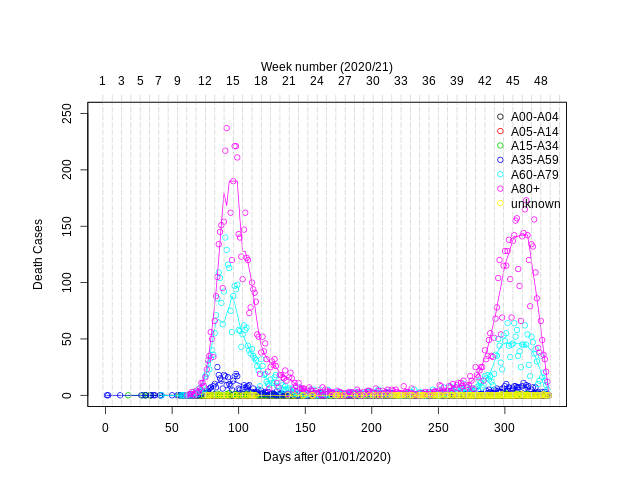 Week number (2020/21)
1 3 5 7 9 12 15 18 21 24 27 30 33 36 39 42 45 48
250
200
150
100
50
0
Death Cases
A00-A04
A05-A14
A15-A34
A35-A59
A60-A79
A80+
unknown
0 50 100 150 200 250 300
Days after (01/01/2020)